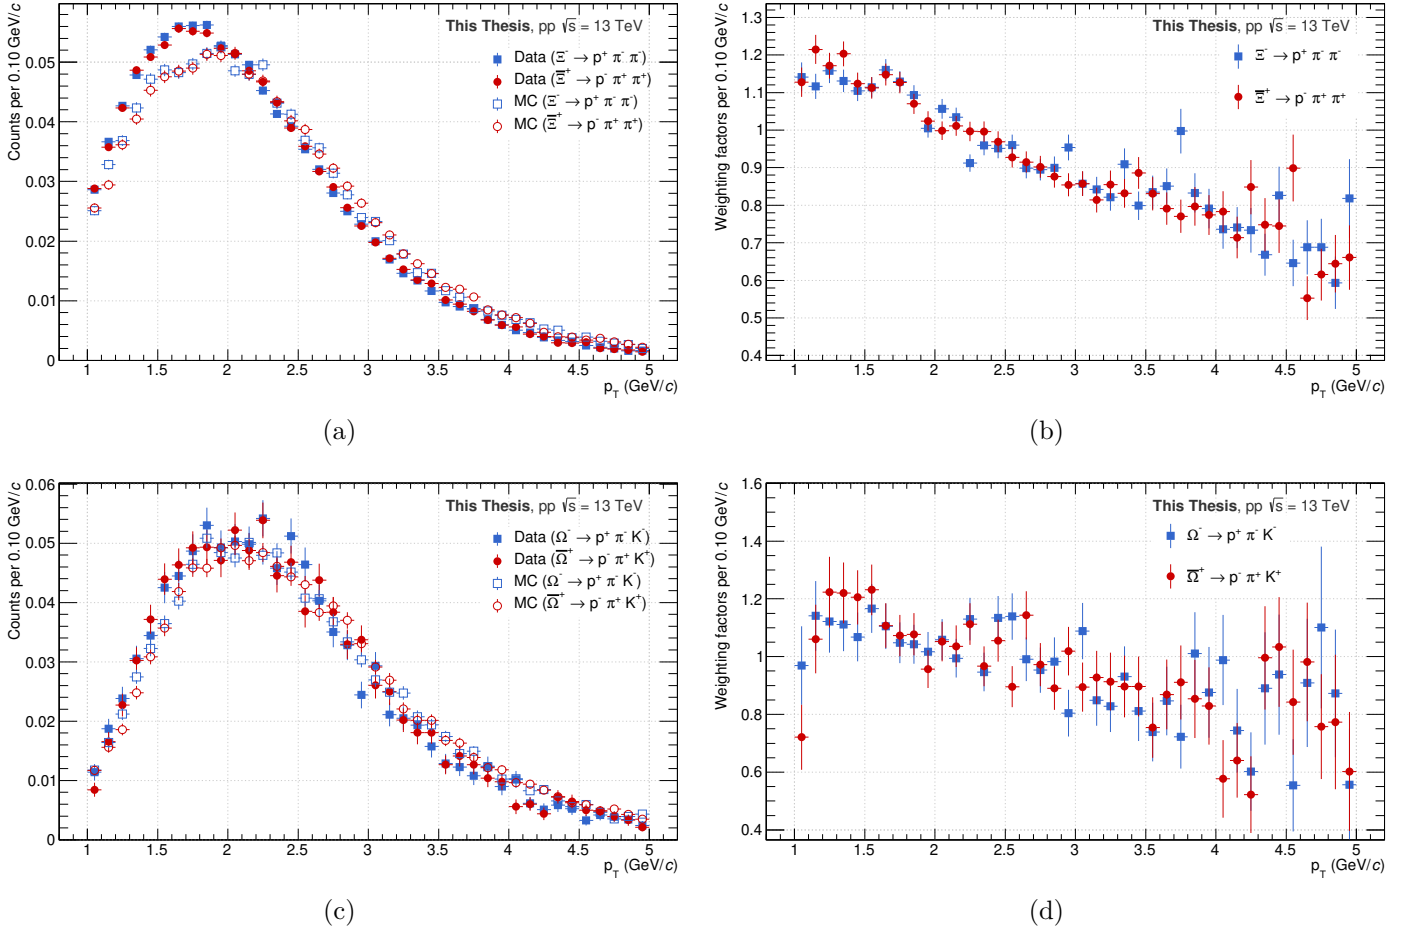 Counts per 0.10 GeV/c
This Thesis, pp √s = 13 TeV
Data (Ξ⁻ → p⁺ π⁻ π⁻)
Data (Ξ̅⁺ → p⁻ π⁺ π⁺)
MC (Ξ⁻ → p⁺ π⁻ π⁻)
MC (Ξ̅⁺ → p⁻ π⁺ π⁺)
0.05
0.04
0.03
0.02
0.01
0
1 1.5 2 2.5 3 3.5 4 4.5 5
p_T (GeV/c)
(a)
Weighting factors per 0.10 GeV/c
This Thesis, pp √s = 13 TeV
Ξ⁻ → p⁺ π⁻ π⁻
Ξ̅⁺ → p⁻ π⁺ π⁺
1.3
1.2
1.1
1
0.9
0.8
0.7
0.6
0.5
0.4
1 1.5 2 2.5 3 3.5 4 4.5 5
p_T (GeV/c)
(b)
Counts per 0.10 GeV/c
This Thesis, pp √s = 13 TeV
Data (Ω⁻ → p⁺ π⁻ K⁻)
Data (Ω̅⁺ → p⁻ π⁺ K⁺)
MC (Ω⁻ → p⁺ π⁻ K⁻)
MC (Ω̅⁺ → p⁻ π⁺ K⁺)
0.06
0.05
0.04
0.03
0.02
0.01
0
1 1.5 2 2.5 3 3.5 4 4.5 5
p_T (GeV/c)
(c)
Weighting factors per 0.10 GeV/c
This Thesis, pp √s = 13 TeV
Ω⁻ → p⁺ π⁻ K⁻
Ω̅⁺ → p⁻ π⁺ K⁺
1.6
1.4
1.2
1
0.8
0.6
0.4
1 1.5 2 2.5 3 3.5 4 4.5 5
p_T (GeV/c)
(d)